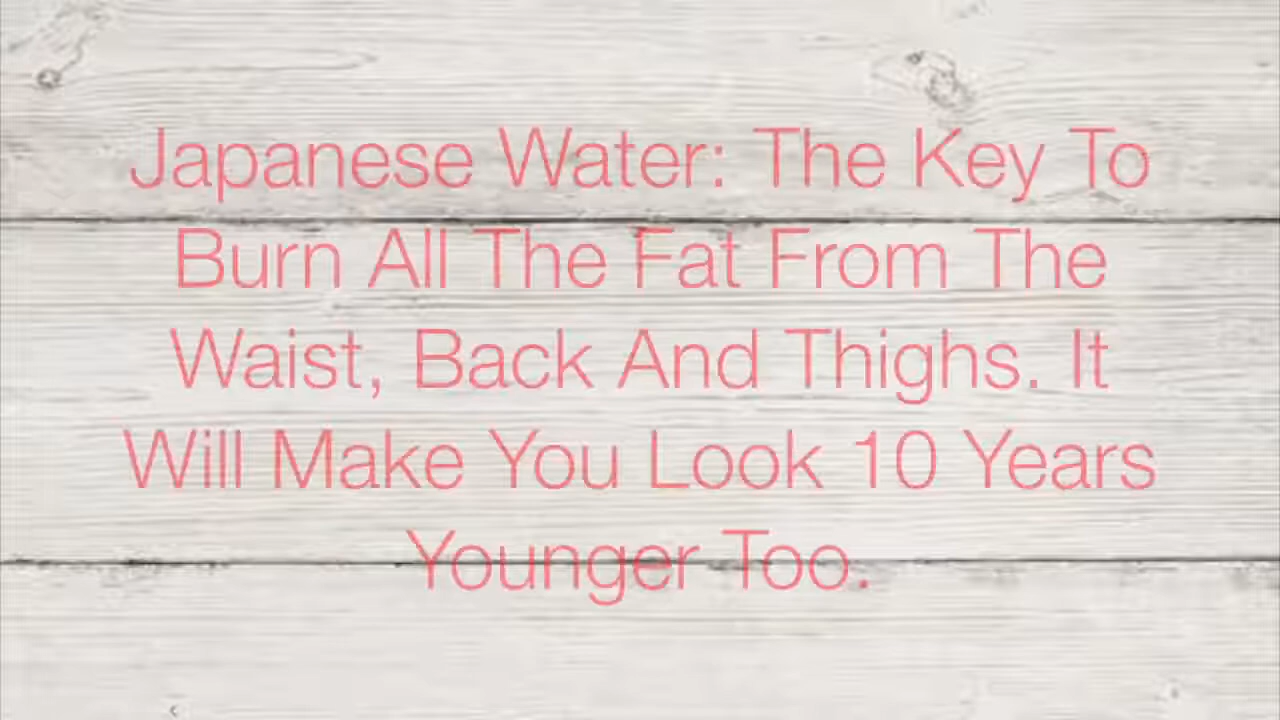 Japanese Water: The Key To
Burn All The Fat From The
Waist, Back And Thighs. It
Will Make You Look 10 Years
Younger Too.